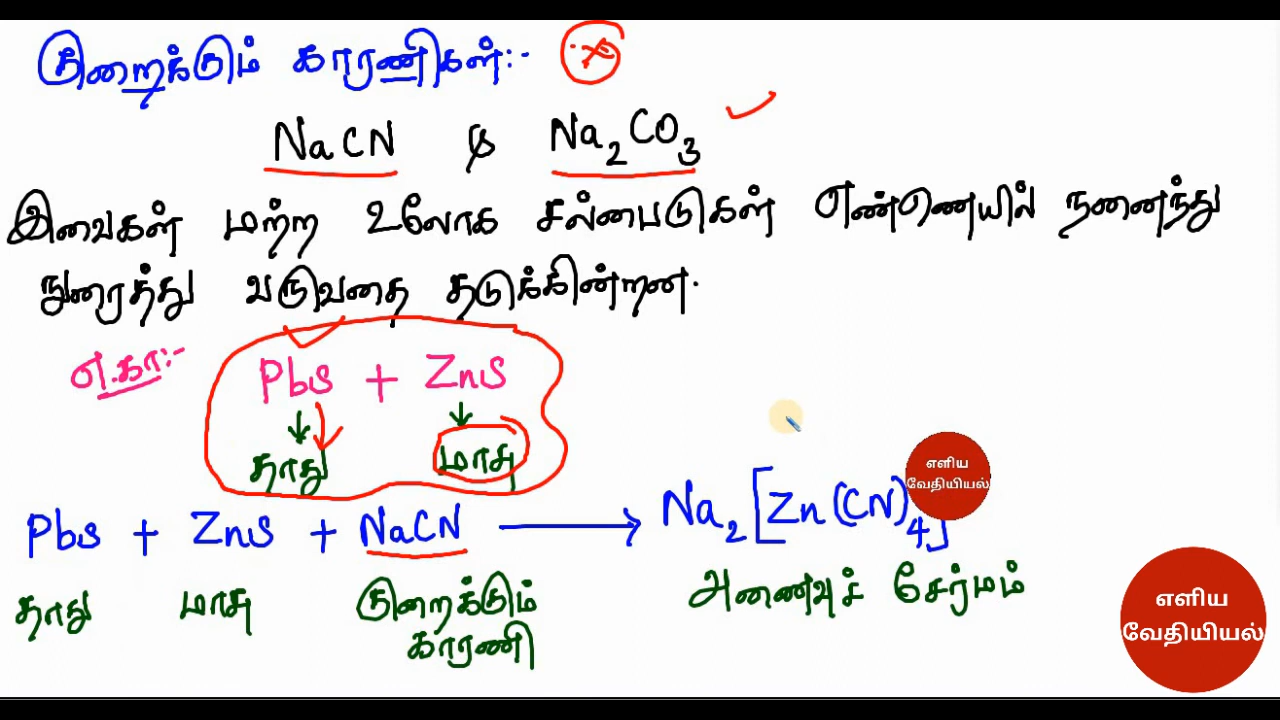 குறைக்கும் காரணிகள்:-
NaCN & Na₂CO₃
இவைகள் மற்ற உலோக சல்பைடுகள் எண்ணெயில் நனைந்து
நுரைத்து வருவதை தடுக்கின்றன.
எ.கா:-
PbS + ZnS
தாது மாசு
PbS + ZnS + NaCN → Na₂[Zn(CN)₄]
தாது மாசு குறைக்கும் காரணி அணைவுச் சேர்மம்
எளிய
வேதியியல்
எளிய
வேதியியல்